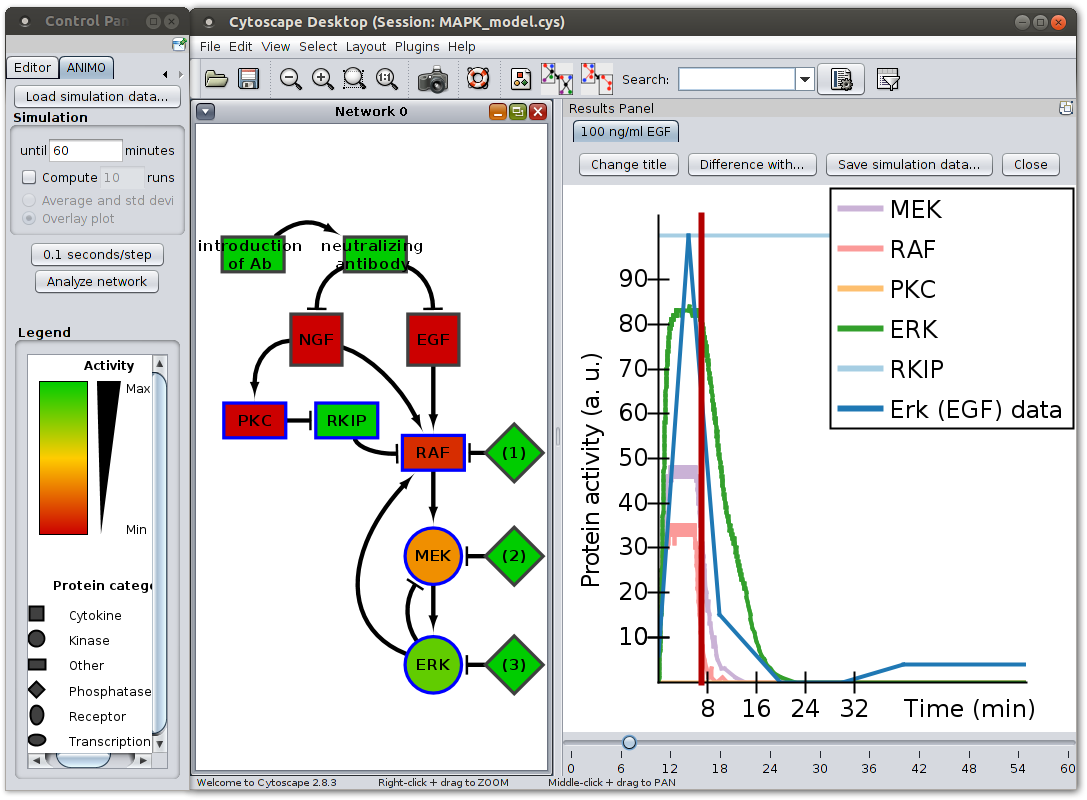 Control Pan
Cytoscape Desktop (Session: MAPK_model.cys)
File Edit View Select Layout Plugins Help
Editor ANIMO
Load simulation data...
Simulation
until 60 minutes
Compute 10 runs
Average and std devi
Overlay plot
0.1 seconds/step
Analyze network
Legend
Activity
Max
Min
Protein catego
Cytokine
Kinase
Other
Phosphatase
Receptor
Transcription
1:1
Search:
Network 0
introduction
of Ab
neutralizing
antibody
NGF
EGF
PKC
RKIP
RAF
(1)
MEK
(2)
ERK
(3)
Results Panel
100 ng/ml EGF
Change title Difference with... Save simulation data... Close
MEK
RAF
PKC
ERK
RKIP
Erk (EGF) data
Protein activity (a. u.)
90
80
70
60
50
40
30
20
10
8 16 24 32 Time (min)
0 6 12 18 24 30 36 42 48 54 60
Welcome to Cytoscape 2.8.3 Right-click + drag to ZOOM Middle-click + drag to PAN